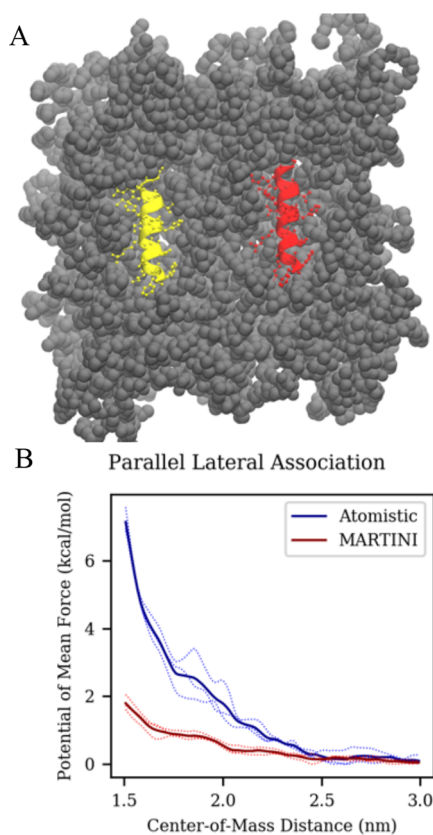 A
B
Parallel Lateral Association
Atomistic
MARTINI
Potential of Mean Force (kcal/mol)
6
4
2
0
1.5 2.0 2.5 3.0
Center-of-Mass Distance (nm)